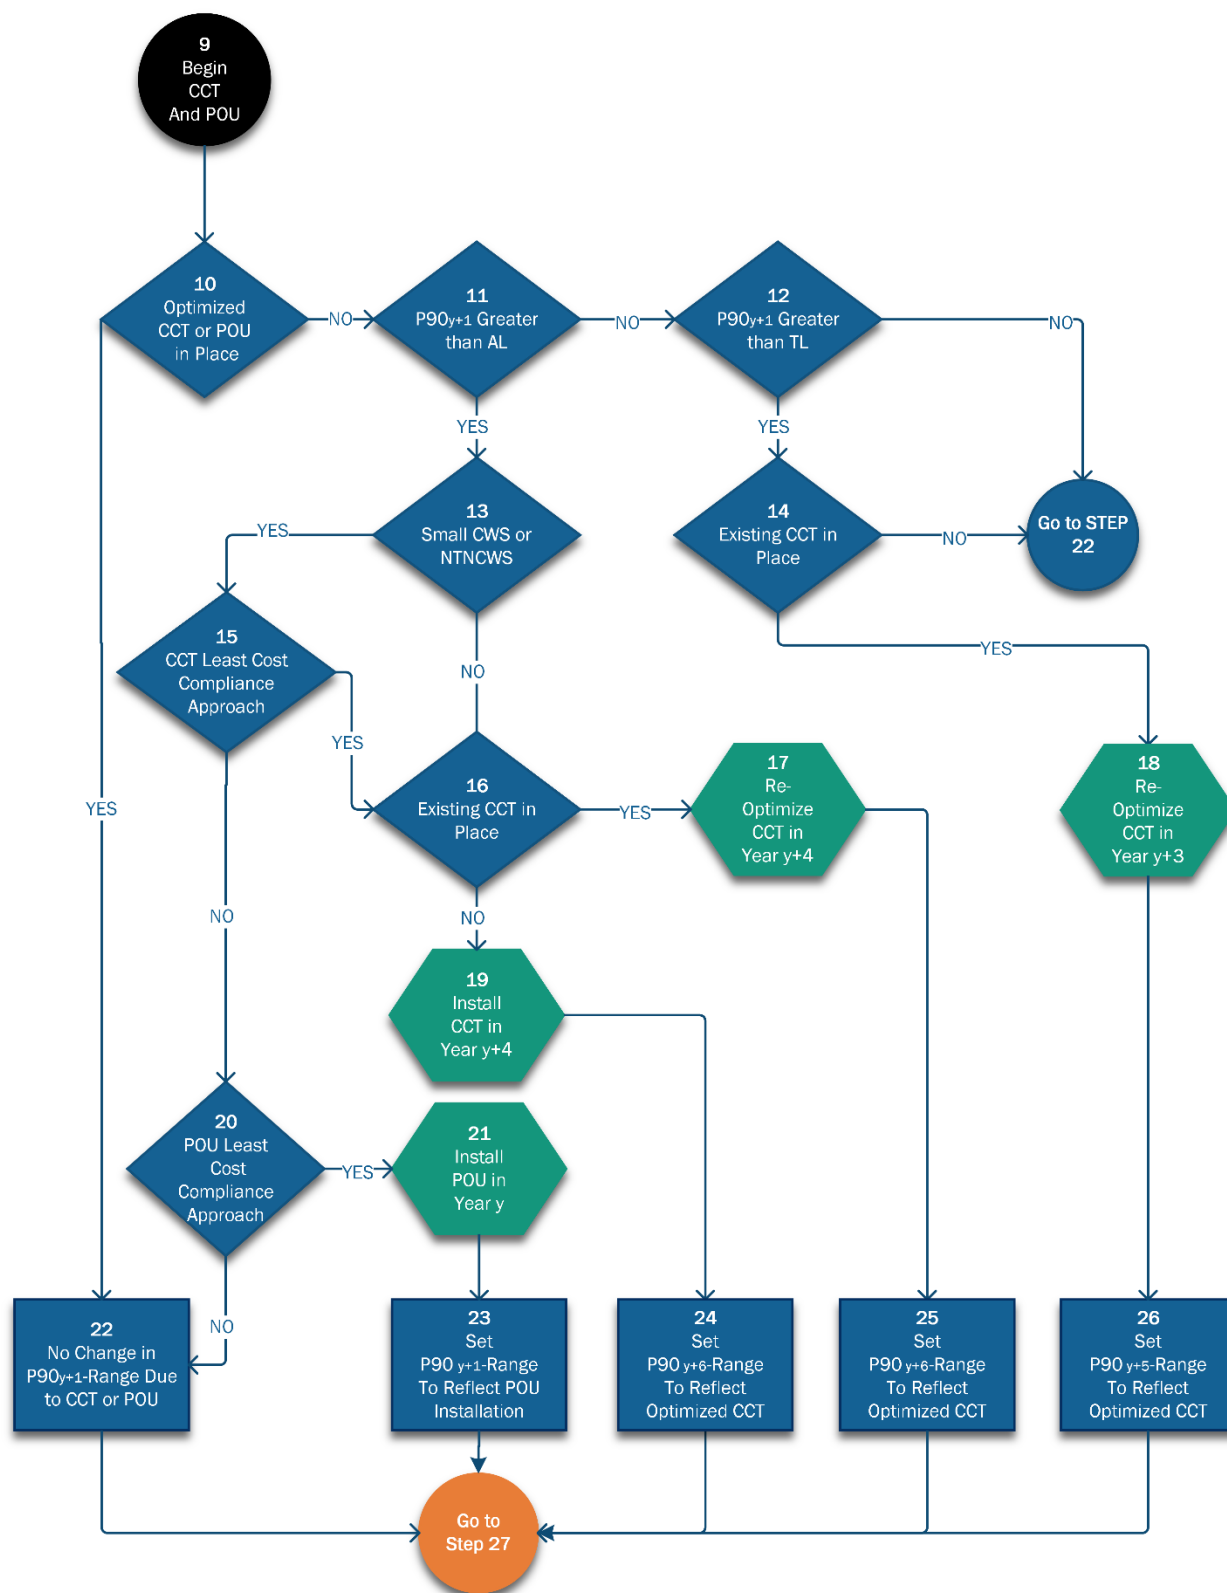 9
Begin
CCT
And POU
10
Optimized
CCT or POU
in Place
NO
11
P90y+1 Greater
than AL
NO
12
P90y+1 Greater
than TL
NO
YES
YES
13
Small CWS or
NTNCWS
YES
14
Existing CCT in
Place
NO
Go to STEP
22
15
CCT Least Cost
Compliance
Approach
NO
YES
YES
YES
16
Existing CCT in
Place
YES
17
Re-
Optimize
CCT in
Year y+4
18
Re-
Optimize
CCT in
Year y+3
NO
NO
19
Install
CCT in
Year y+4
20
POU Least
Cost
Compliance
Approach
YES
21
Install
POU in
Year y
NO
22
No Change in
P90y+1-Range Due
to CCT or POU
23
Set
P90 y+1-Range
To Reflect POU
Installation
24
Set
P90 y+6-Range
To Reflect
Optimized CCT
25
Set
P90 y+6-Range
To Reflect
Optimized CCT
26
Set
P90 y+5-Range
To Reflect
Optimized CCT
Go to
Step 27